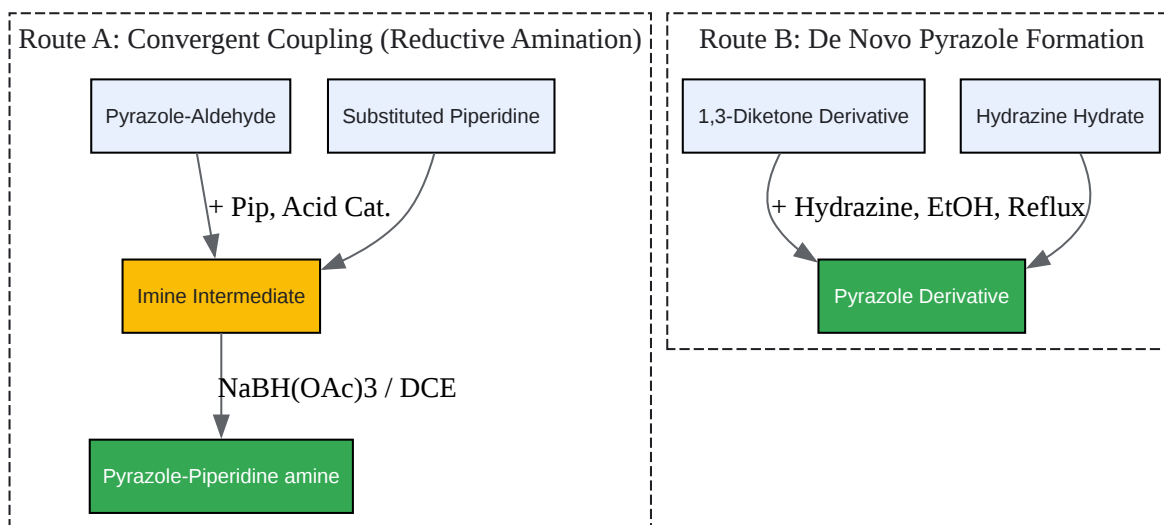 Route A: Convergent Coupling (Reductive Amination)
Pyrazole-Aldehyde
Substituted Piperidine
+ Pip, Acid Cat.
Imine Intermediate
NaBH(OAc)3 / DCE
Pyrazole-Piperidine amine
Route B: De Novo Pyrazole Formation
1,3-Diketone Derivative
Hydrazine Hydrate
+ Hydrazine, EtOH, Reflux
Pyrazole Derivative